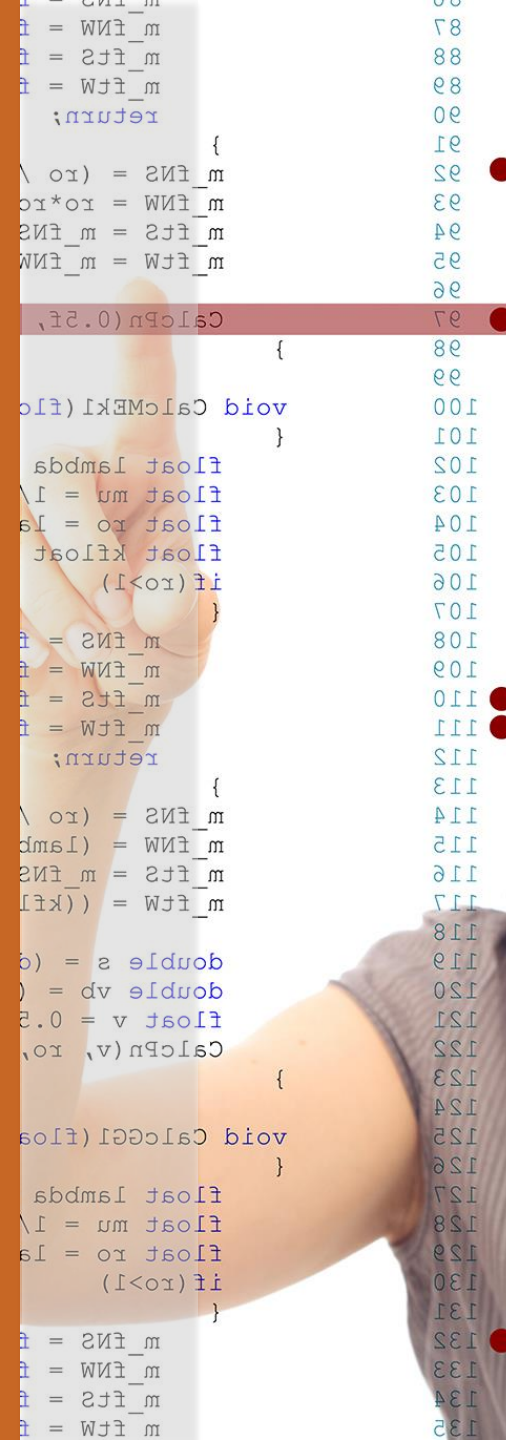 86 m_fNS = f
87 m_fNW = f
88 m_ftS = f
89 m_ftW = f
90 return;
91 }
92 m_fNS = (ro /
93 m_fNW = ro*ro
94 m_ftS = m_fNS
95 m_ftW = m_fNW
96
97 CalcPn(0.5f,
98 }
99
100 void CalcMEk1(flo
101 {
102 float lambda
103 float mu = 1/
104 float ro = la
105 float kfloat
106 if(ro>1)
107 {
108 m_fNS = f
109 m_fNW = f
110 m_ftS = f
111 m_ftW = f
112 return;
113 }
114 m_fNS = (ro /
115 m_fNW = (lamb
116 m_ftS = m_fNS
117 m_ftW = ((kfl
118
119 double s = (d
120 double vb = (
121 float v = 0.5
122 CalcPn(v, ro,
123 }
124
125 void CalcGG1(floa
126 {
127 float lambda
128 float mu = 1/
129 float ro = la
130 if(ro>1)
131 {
132 m_fNS = f
133 m_fNW = f
134 m_ftS = f
135 m_ftW = f